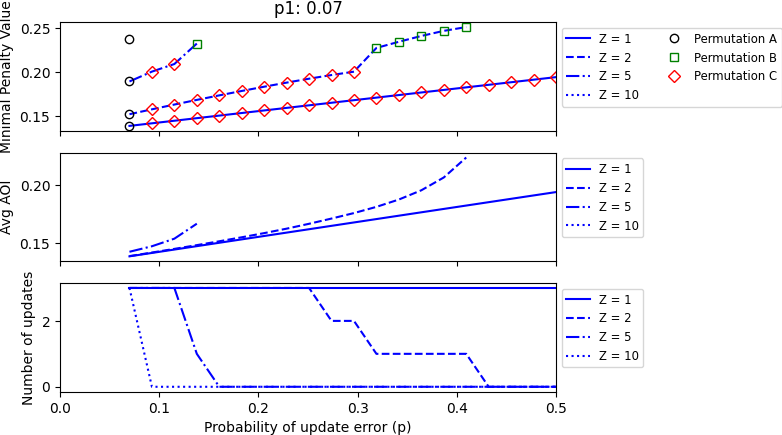 p1: 0.07
Minimal Penalty Value
0.25
0.20
0.15
Z = 1
Z = 2
Z = 5
Z = 10
Permutation A
Permutation B
Permutation C
Avg AOI
0.20
0.15
Z = 1
Z = 2
Z = 5
Z = 10
Number of updates
2
0
Z = 1
Z = 2
Z = 5
Z = 10
0.0 0.1 0.2 0.3 0.4 0.5
Probability of update error (p)